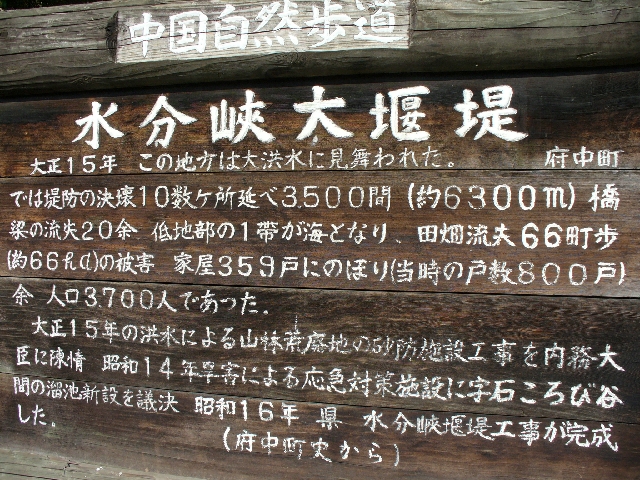 中国自然歩道
水分峡大堰堤
大正15年 この地方は大洪水に見舞われた。 府中町
では堤防の決壊10数ケ所延べ3,500間(約6300m)橋
梁の流失20余 低地部の1帯が海となり、田畑流失66町歩
(約66ha)の被害 家屋359戸にのぼり(当時の戸数800戸)
余 人口3,700人であった.
大正15年の洪水による山林荒廃地の砂防施設工事を内務大
臣に陳情 昭和14年旱害による応急対策施設に字石ころび谷
間の溜池新設を議決 昭和16年 県 水分峡堰堤工事が完成
した。
(府中町史から)